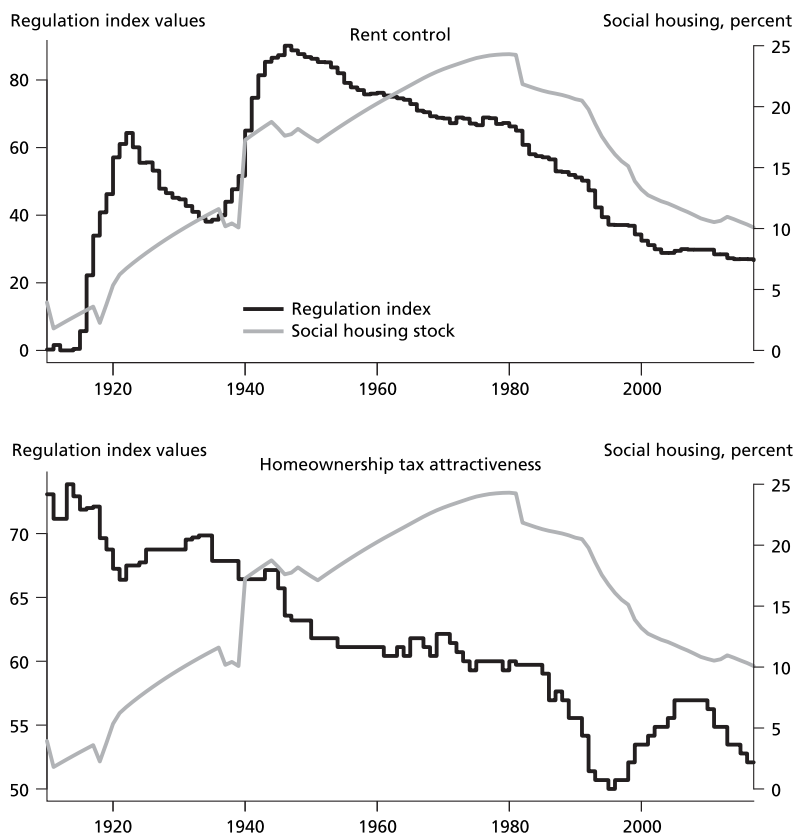 Regulation index values Social housing, percent
Rent control
25
80
20
60
15
40
10
20
5
Regulation index
Social housing stock
0 0
1920 1940 1960 1980 2000
Regulation index values Social housing, percent
Homeownership tax attractiveness
25
70
20
65
15
60
10
55
5
50 0
1920 1940 1960 1980 2000